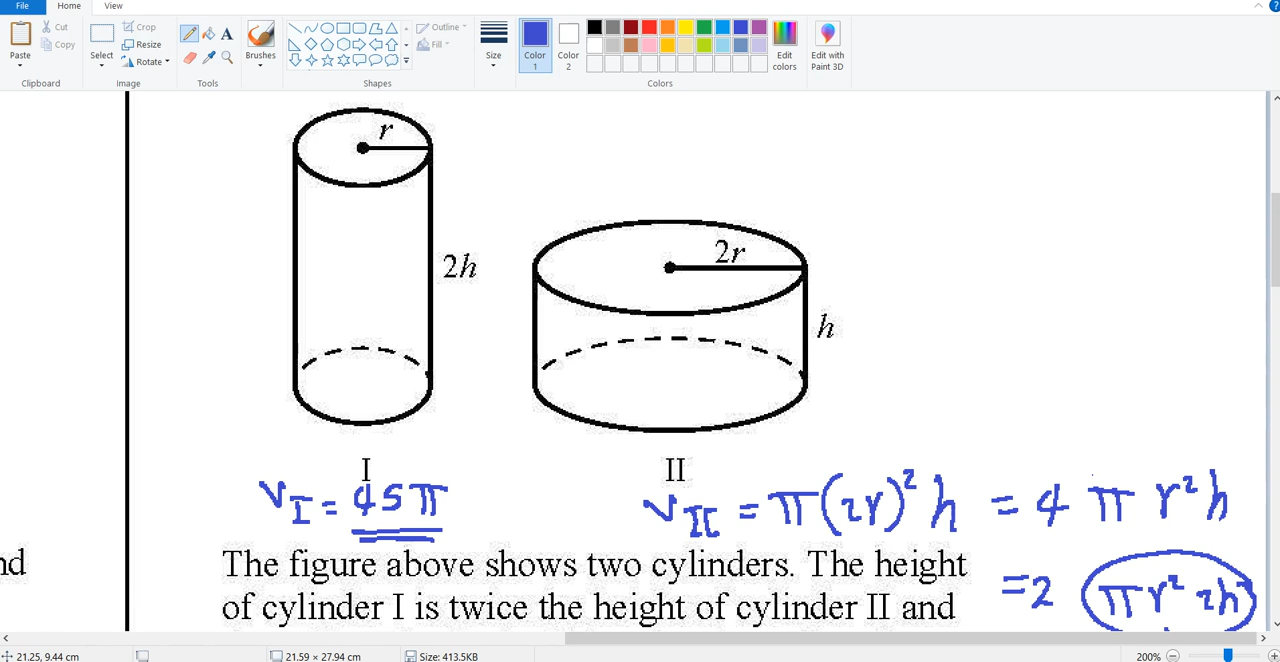 File Home View
Paste Cut Copy Clipboard
Select Crop Resize Rotate Image
Tools
Brushes
Outline Fill Shapes
Size
Color 1 Color 2 Edit colors Colors
Edit with Paint 3D
r
2h
2r
h
I II
V_I = 45π
V_II = π(2r)² h = 4 π r² h
nd
The figure above shows two cylinders. The height
of cylinder I is twice the height of cylinder II and
= 2 πr² 2h
21.25, 9.44 cm 21.59 × 27.94 cm Size: 413.5KB 200%